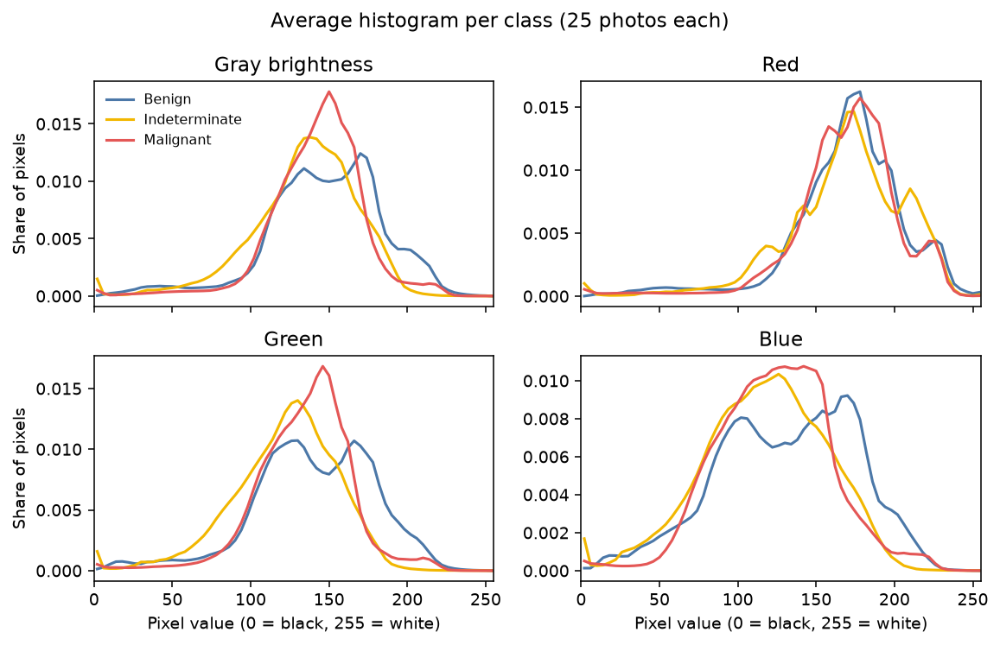 Average histogram per class (25 photos each)
Gray brightness
Benign
Indeterminate
Malignant
0.015
0.010
0.005
0.000
Share of pixels
Red
0.015
0.010
0.005
0.000
Green
0.015
0.010
0.005
0.000
Share of pixels
0 50 100 150 200 250
Pixel value (0 = black, 255 = white)
Blue
0.010
0.008
0.006
0.004
0.002
0.000
0 50 100 150 200 250
Pixel value (0 = black, 255 = white)